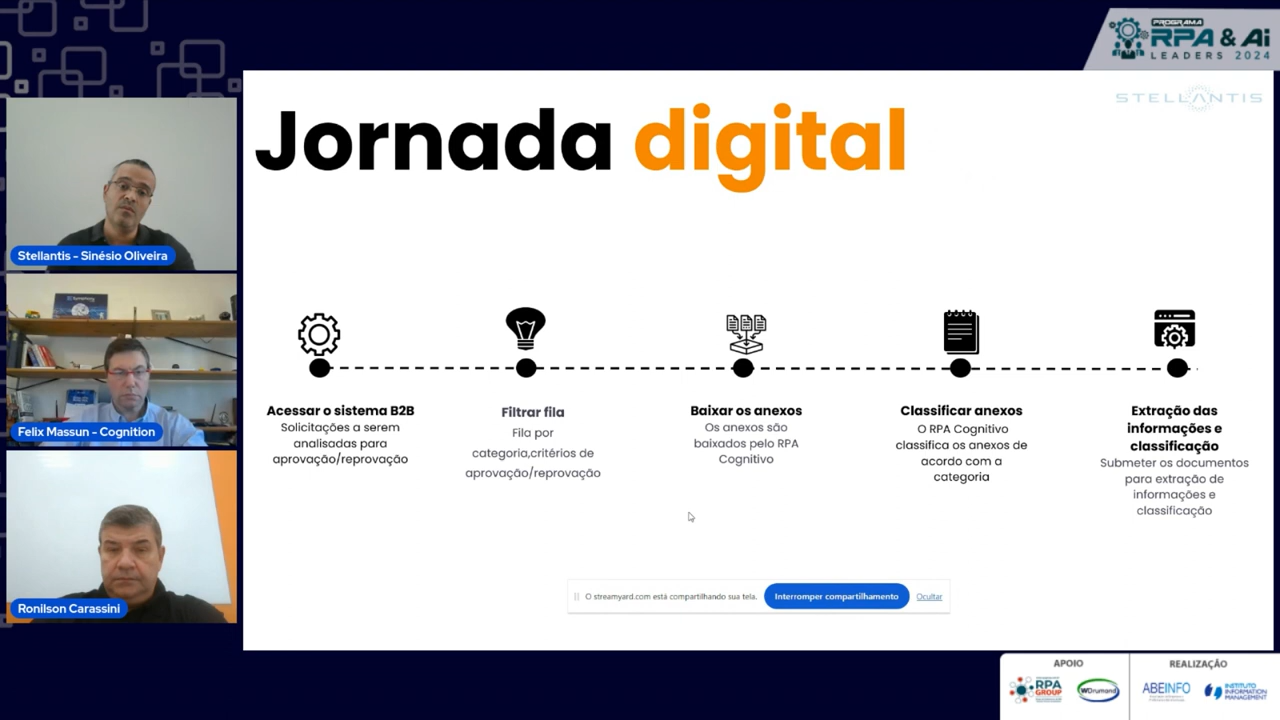 PROGRAMA
RPA & Ai
LEADERS 2024
STELLANTIS
Jornada digital
Stellantis - Sinésio Oliveira
Felix Massun - Cognition
Ronilson Carassini
Acessar o sistema B2B
Solicitações a serem
analisadas para
aprovação/reprovação
Filtrar fila
Fila por
categoria,critérios de
aprovação/reprovação
Baixar os anexos
Os anexos são
baixados pelo RPA
Cognitivo
Classificar anexos
O RPA Cognitivo
classifica os anexos de
acordo com a
categoria
Extração das
informações e
classificação
Submeter os documentos
para extração de
informações e
classificação
O streamyard.com está compartilhando sua tela.
Interromper compartilhamento
Ocultar
APOIO
RPA
GROUP
WDrumond
REALIZAÇÃO
ABEINFO
INSTITUTO
INFORMATION
MANAGEMENT